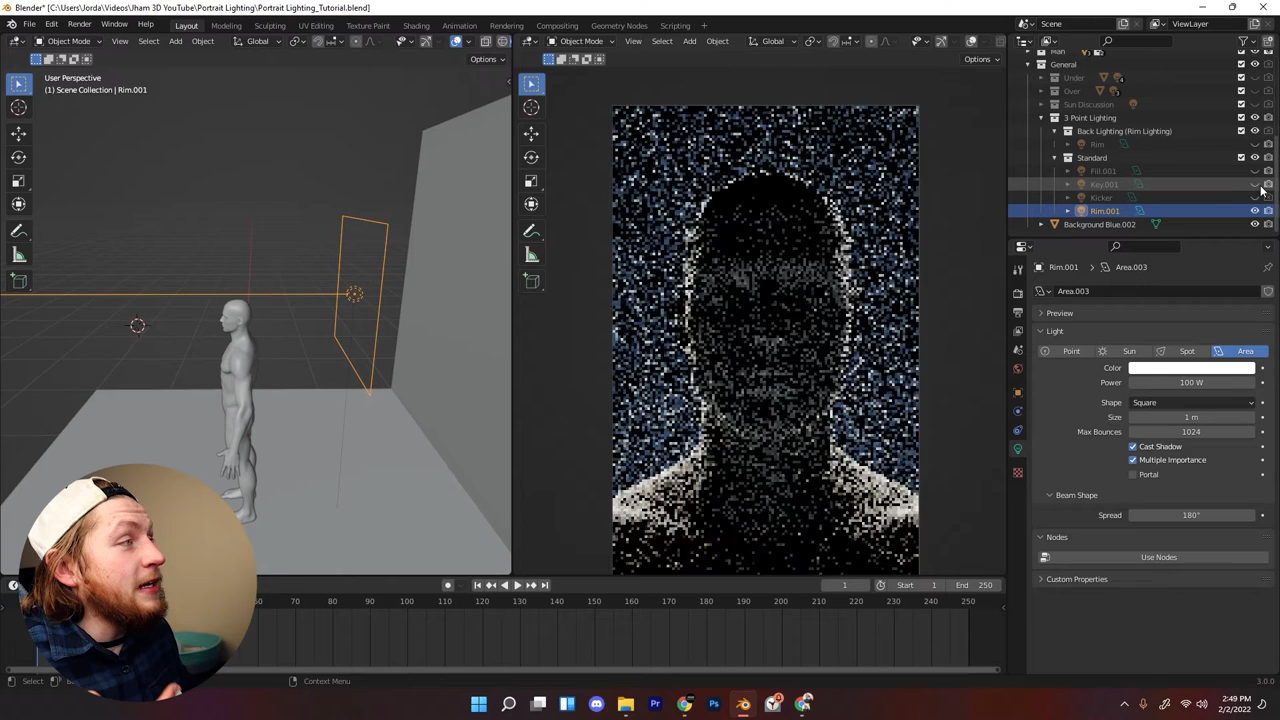 Blender* [C:\Users\Jorda\Videos\Jham 3D YouTube\Portrait Lighting\Portrait Lighting_Tutorial.blend]
File Edit Render Window Help Layout Modeling Sculpting UV Editing Texture Paint Shading Animation Rendering Compositing Geometry Nodes Scripting + Scene ViewLayer
Object Mode View Select Add Object Global Object Mode View Select Add Object Global
Options Options
User Perspective
(1) Scene Collection | Rim.001
Man
General
Under
Over
Sun Discussion
3 Point Lighting
Back Lighting (Rim Lighting)
Rim
Standard
Fill.001
Key.001
Kicker
Rim.001
Background Blue.002
Rim.001 > Area.003
Area.003
Preview
Light
Point Sun Spot Area
Color
Power 100 W
Shape Square
Size 1 m
Max Bounces 1024
Cast Shadow
Multiple Importance
Portal
Beam Shape
Spread 180°
Nodes
Use Nodes
Custom Properties
1 Start 1 End 250
60 70 80 90 100 110 120 130 140 150 160 170 180 190 200 210 220 230 240 250
Select Context Menu 3.0.0
2:49 PM
2/2/2022